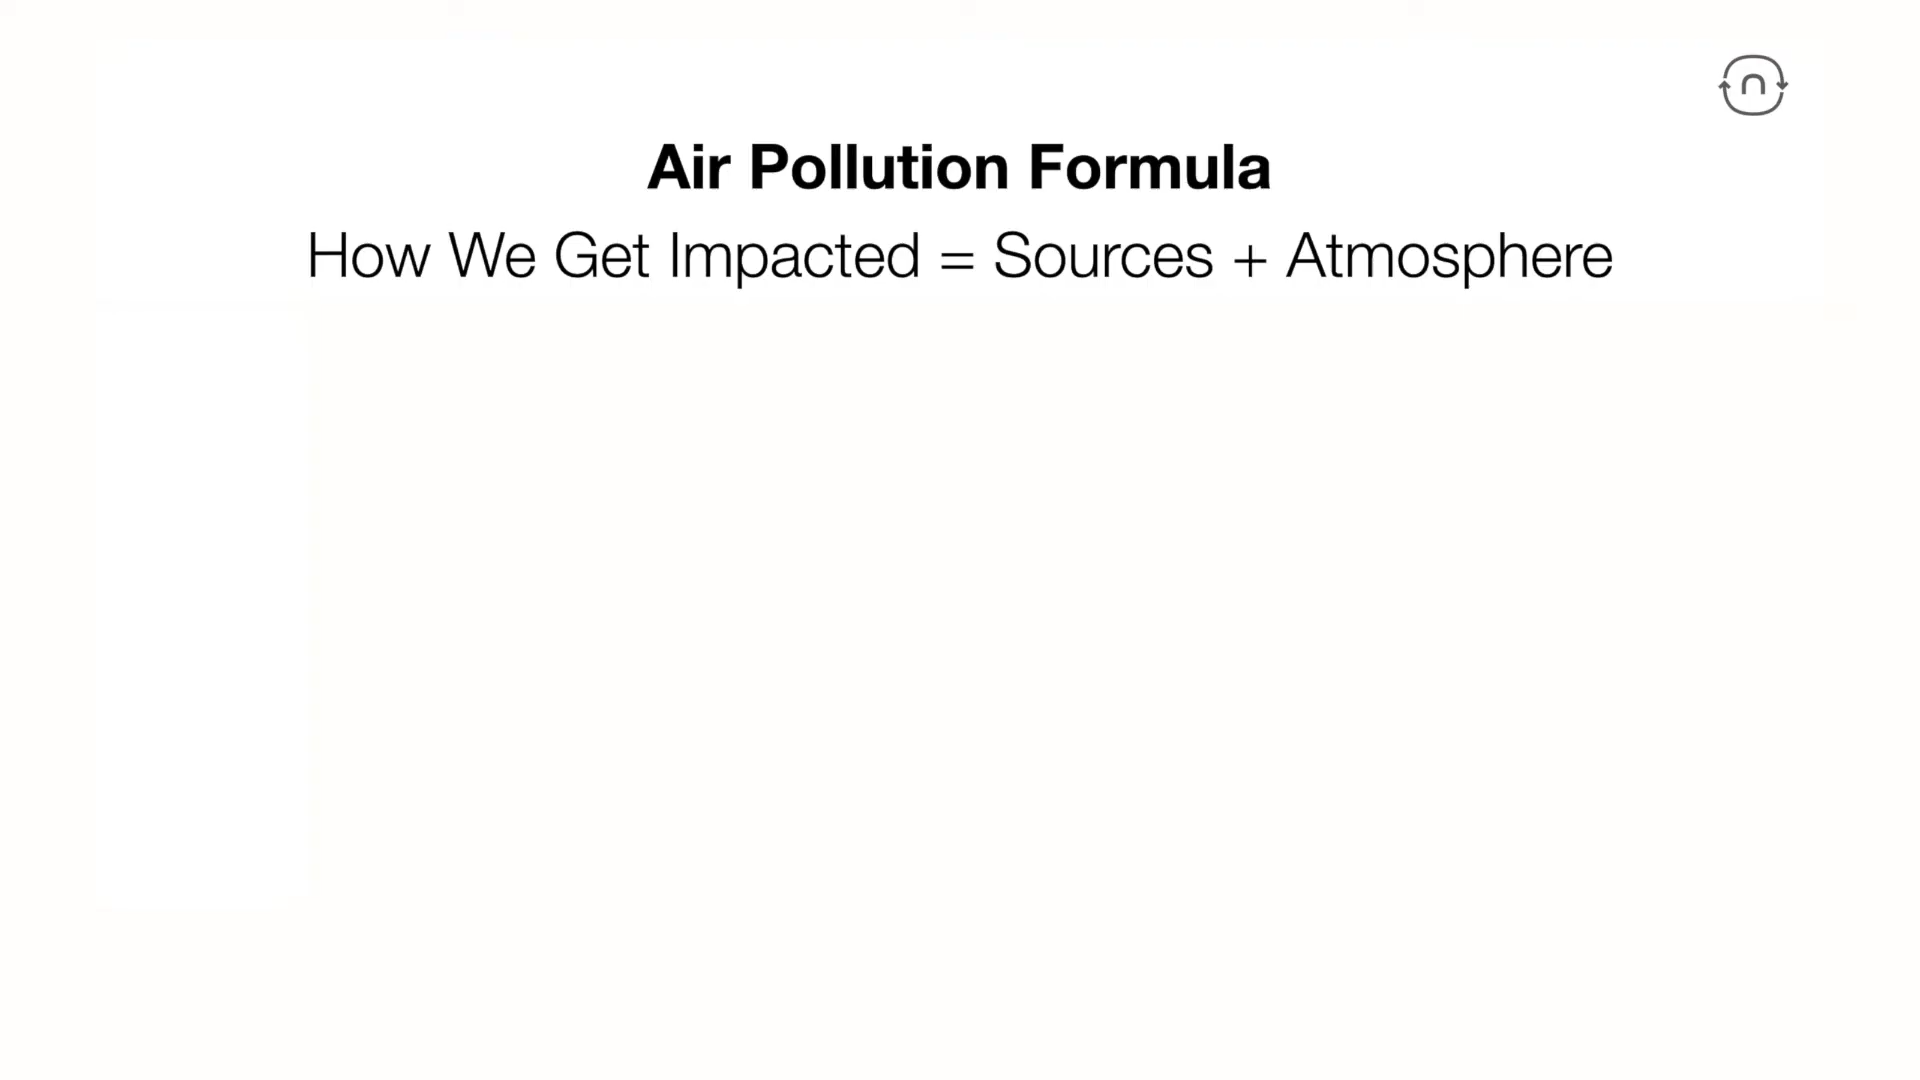 Air Pollution Formula
How We Get Impacted = Sources + Atmosphere